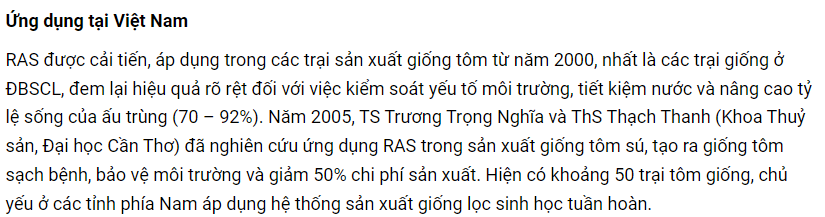 Ứng dụng tại Việt Nam
RAS được cải tiến, áp dụng trong các trại sản xuất giống tôm từ năm 2000, nhất là các trại giống ở
ĐBSCL, đem lại hiệu quả rõ rệt đối với việc kiểm soát yếu tố môi trường, tiết kiệm nước và nâng cao tỷ
lệ sống của ấu trùng (70 – 92%). Năm 2005, TS Trương Trọng Nghĩa và ThS Thạch Thanh (Khoa Thuỷ
sản, Đại học Cần Thơ) đã nghiên cứu ứng dụng RAS trong sản xuất giống tôm sú, tạo ra giống tôm
sạch bệnh, bảo vệ môi trường và giảm 50% chi phí sản xuất. Hiện có khoảng 50 trại tôm giống, chủ
yếu ở các tỉnh phía Nam áp dụng hệ thống sản xuất giống lọc sinh học tuần hoàn.